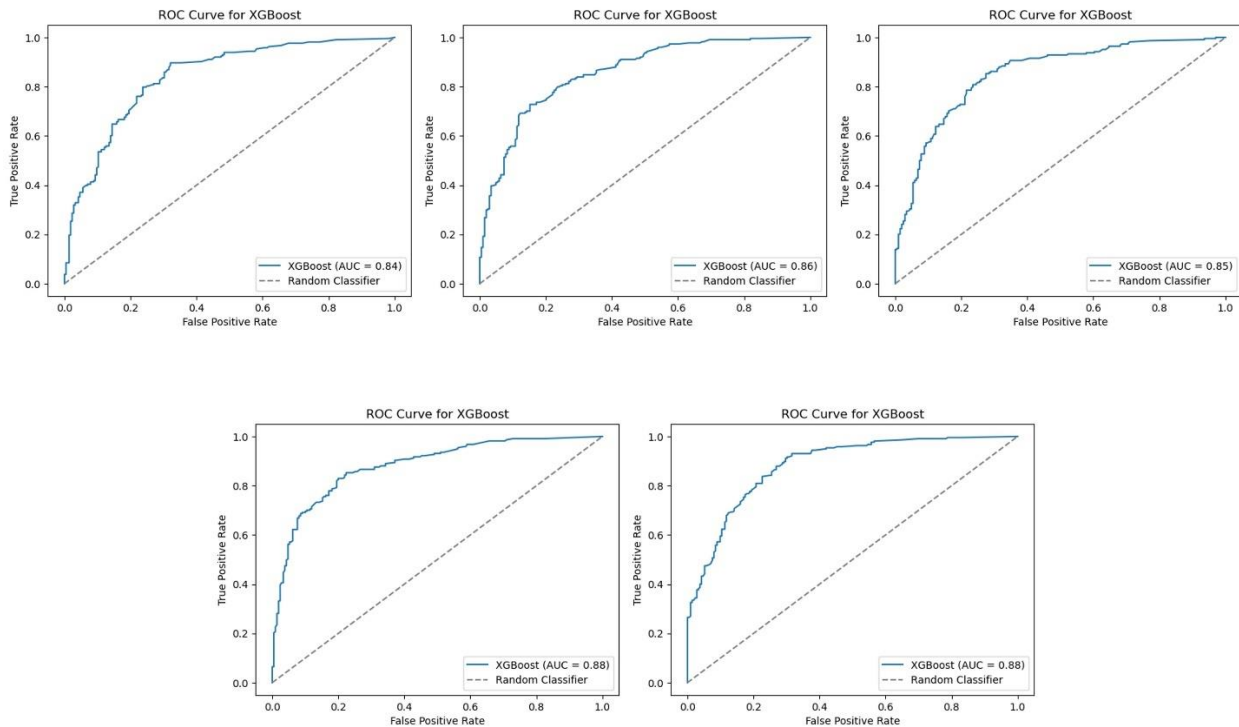 ROC Curve for XGBoost
1.0
0.8
0.6
0.4
0.2
0.0
True Positive Rate
XGBoost (AUC = 0.84)
Random Classifier
0.0 0.2 0.4 0.6 0.8 1.0
False Positive Rate
ROC Curve for XGBoost
1.0
0.8
0.6
0.4
0.2
0.0
True Positive Rate
XGBoost (AUC = 0.86)
Random Classifier
0.0 0.2 0.4 0.6 0.8 1.0
False Positive Rate
ROC Curve for XGBoost
1.0
0.8
0.6
0.4
0.2
0.0
True Positive Rate
XGBoost (AUC = 0.85)
Random Classifier
0.0 0.2 0.4 0.6 0.8 1.0
False Positive Rate
ROC Curve for XGBoost
1.0
0.8
0.6
0.4
0.2
0.0
True Positive Rate
XGBoost (AUC = 0.88)
Random Classifier
0.0 0.2 0.4 0.6 0.8 1.0
False Positive Rate
ROC Curve for XGBoost
1.0
0.8
0.6
0.4
0.2
0.0
True Positive Rate
XGBoost (AUC = 0.88)
Random Classifier
0.0 0.2 0.4 0.6 0.8 1.0
False Positive Rate